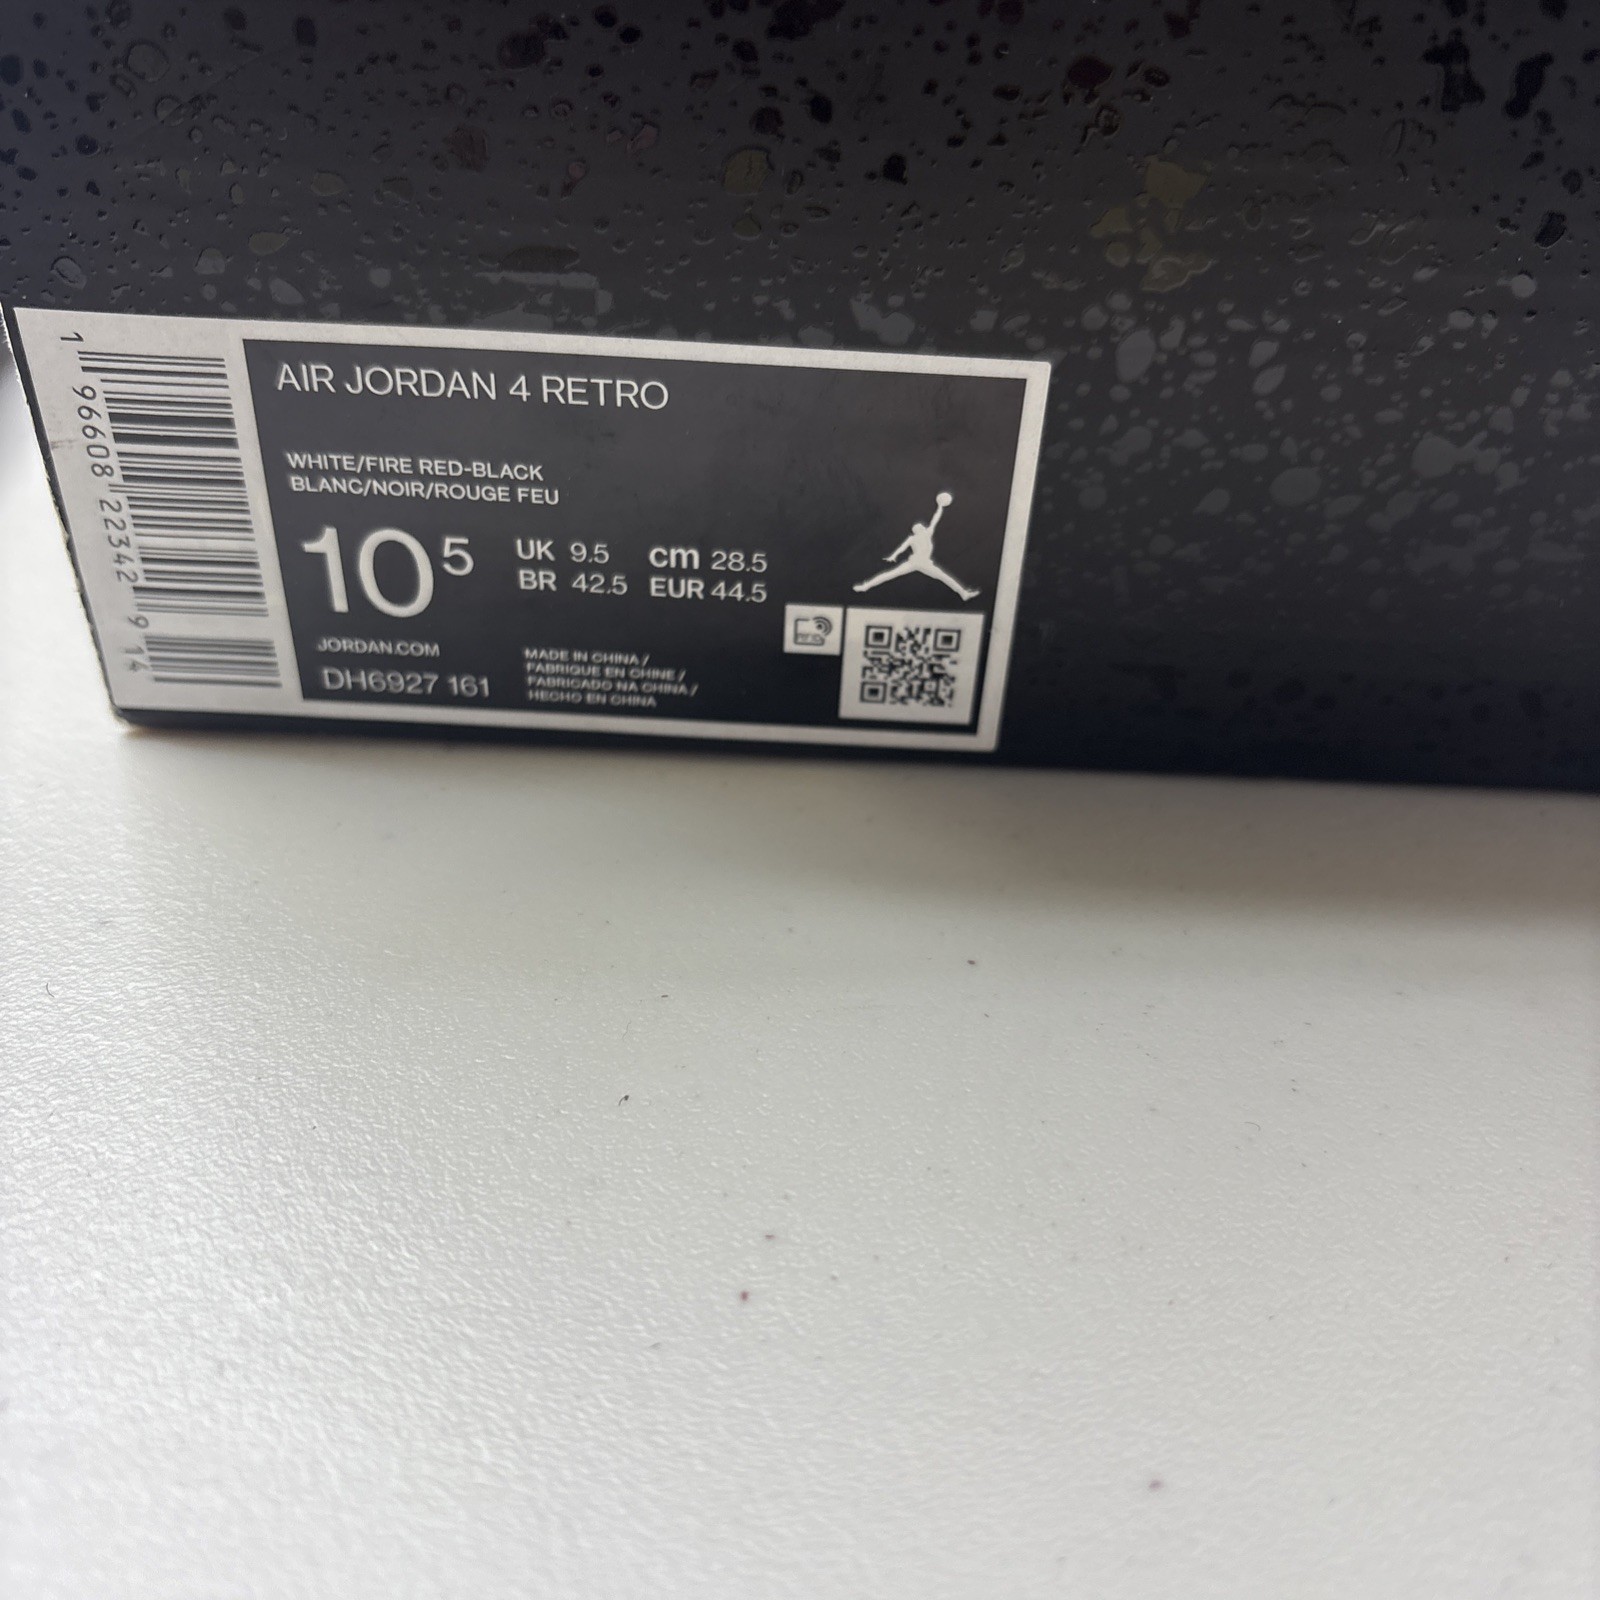 AIR JORDAN 4 RETRO
WHITE/FIRE RED-BLACK
BLANC/NOIR/ROUGE FEU
10 5
UK 9.5 cm 28.5
BR 42.5 EUR 44.5
JORDAN.COM
DH6927 161
MADE IN CHINA /
FABRIQUE EN CHINE /
FABRICADO NA CHINA /
HECHO EN CHINA
RFID
1 96608 22342 9 14